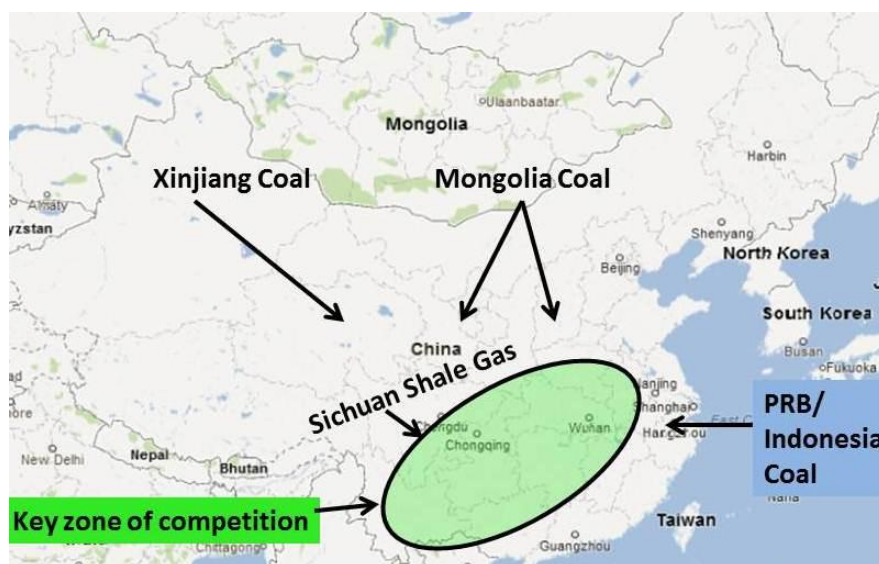 Ulaanbaatar
Mongolia
Harbin
Xinjiang Coal
Mongolia Coal
Almaty
yzstan
Shenyang
North Korea
Beijing
South Korea
Busan
Fukuoka
China
Sichuan Shale Gas
Nanjing
Shanghai
Hangzhou
East C
Chengdu
Chongqing
Wuhan
PRB/
Indonesia
Coal
Naha
New Delhi
Nepal
Bhutan
Key zone of competition
Taiwan
Guangzhou
Chittagong